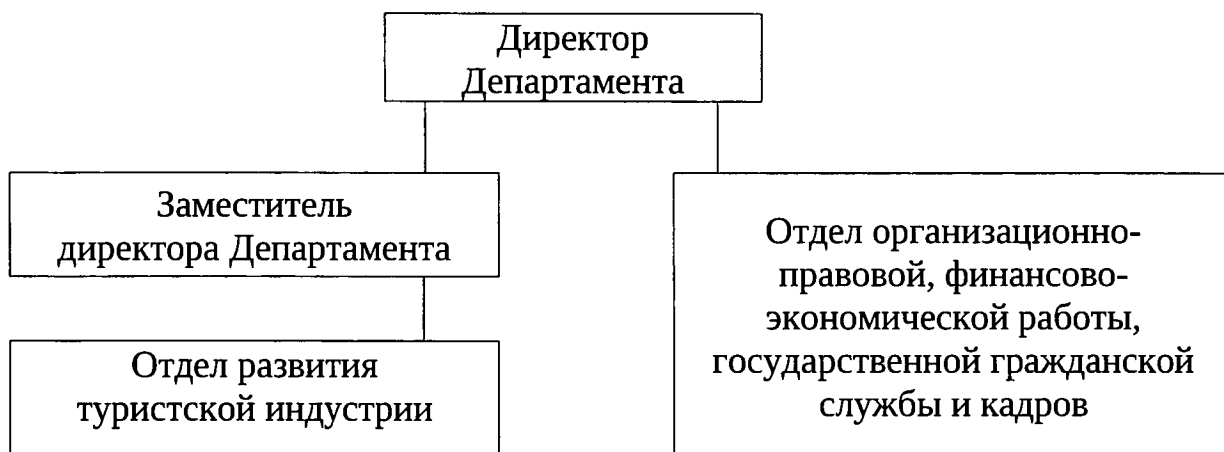 Директор
Департамента
Заместитель
директора Департамента
Отдел развития
туристской индустрии
Отдел организационно-
правовой, финансово-
экономической работы,
государственной гражданской
службы и кадров